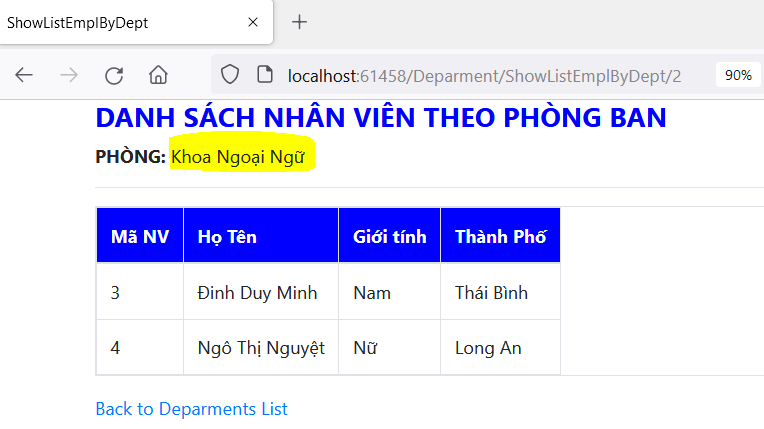 ShowListEmplByDept
localhost:61458/Deparment/ShowListEmplByDept/2 90%
DANH SÁCH NHÂN VIÊN THEO PHÒNG BAN
PHÒNG: Khoa Ngoại Ngữ
Mã NV Họ Tên Giới tính Thành Phố
3 Đinh Duy Minh Nam Thái Bình
4 Ngô Thị Nguyệt Nữ Long An
Back to Deparments List